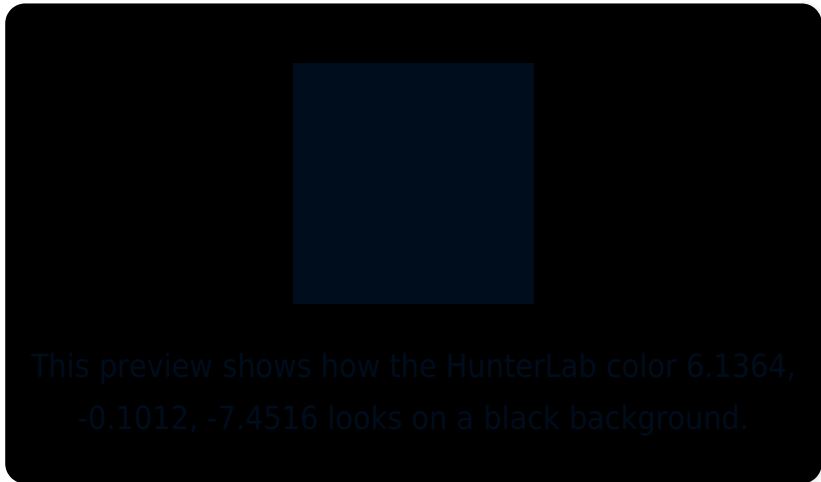 This preview shows how the HunterLab color 6.1364,
-0.1012, -7.4516 looks on a black background.